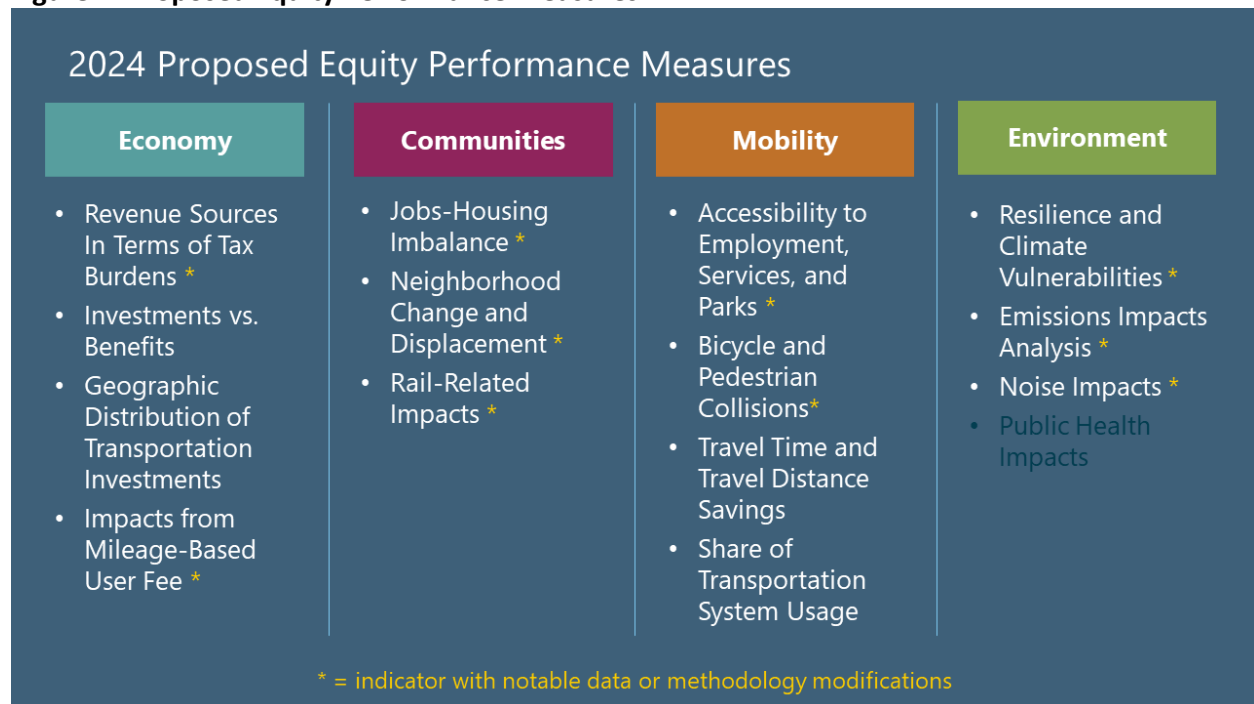 2024 Proposed Equity Performance Measures
Economy
• Revenue Sources
In Terms of Tax
Burdens *
• Investments vs.
Benefits
• Geographic
Distribution of
Transportation
Investments
• Impacts from
Mileage-Based
User Fee *
Communities
• Jobs-Housing
Imbalance *
• Neighborhood
Change and
Displacement *
• Rail-Related
Impacts *
Mobility
• Accessibility to
Employment,
Services, and
Parks *
• Bicycle and
Pedestrian
Collisions*
• Travel Time and
Travel Distance
Savings
• Share of
Transportation
System Usage
Environment
• Resilience and
Climate
Vulnerabilities *
• Emissions Impacts
Analysis *
• Noise Impacts *
• Public Health
Impacts
* = indicator with notable data or methodology modifications